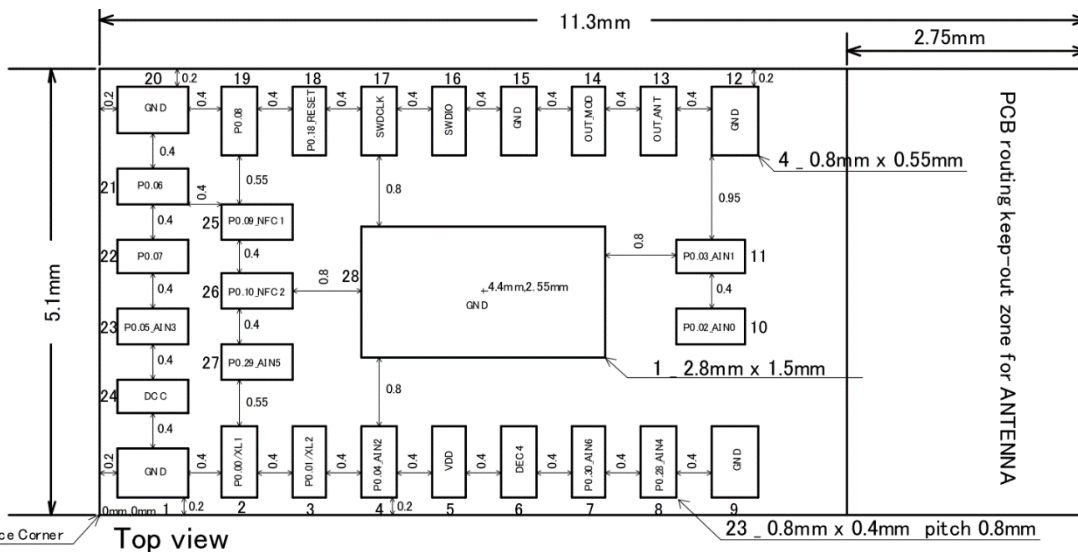 11.3mm
2.75mm
20 0.2 19 18 17 16 15 14 13 12 0.2
0.2 GND 0.4 P0.08 0.4 P0.18_RESET 0.4 SWDCLK 0.4 SWDIO 0.4 GND 0.4 OUT_MOD 0.4 OUT_ANT 0.4 GND
0.4
4 _ 0.8mm x 0.55mm
21 P0.06 0.4 0.55 0.8 0.95
0.4 25 P0.09_NFC1
22 P0.07 0.4 0.8 P0.03_AIN1 11
26 P0.10_NFC2 0.8 28 4.4mm,2.55mm
GND
0.4 0.4 0.4
23 P0.05_AIN3 P0.02_AIN0 10
27 P0.29_AIN5
0.4
1 _ 2.8mm x 1.5mm
24 DCC 0.55 0.8
0.4
0.2 GND 0.4 P0.00/XL1 0.4 P0.01/XL2 0.4 P0.04_AIN2 0.4 VDD 0.4 DEC4 0.4 P0.30_AIN6 0.4 P0.28_AIN4 0.4 GND
0mm,0mm 1 0.2 2 3 4 0.2 5 6 7 8 9
5.1mm
PCB routing keep-out zone for ANTENNA
23 _ 0.8mm x 0.4mm pitch 0.8mm
ce Corner
Top view